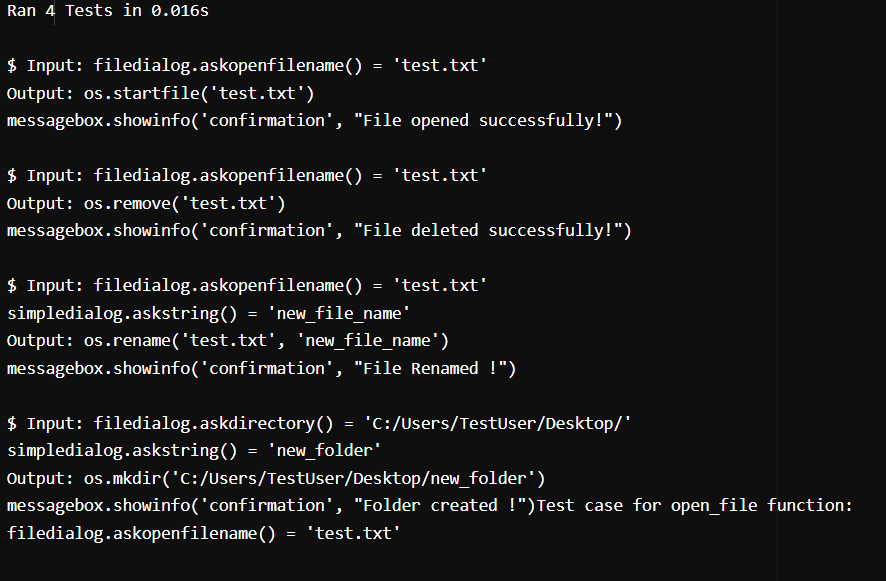 Ran 4 Tests in 0.016s
$ Input: filedialog.askopenfilename() = 'test.txt'
Output: os.startfile('test.txt')
messagebox.showinfo('confirmation', "File opened successfully!")
$ Input: filedialog.askopenfilename() = 'test.txt'
Output: os.remove('test.txt')
messagebox.showinfo('confirmation', "File deleted successfully!")
$ Input: filedialog.askopenfilename() = 'test.txt'
simpledialog.askstring() = 'new_file_name'
Output: os.rename('test.txt', 'new_file_name')
messagebox.showinfo('confirmation', "File Renamed !")
$ Input: filedialog.askdirectory() = 'C:/Users/TestUser/Desktop/'
simpledialog.askstring() = 'new_folder'
Output: os.mkdir('C:/Users/TestUser/Desktop/new_folder')
messagebox.showinfo('confirmation', "Folder created !")Test case for open_file function:
filedialog.askopenfilename() = 'test.txt'